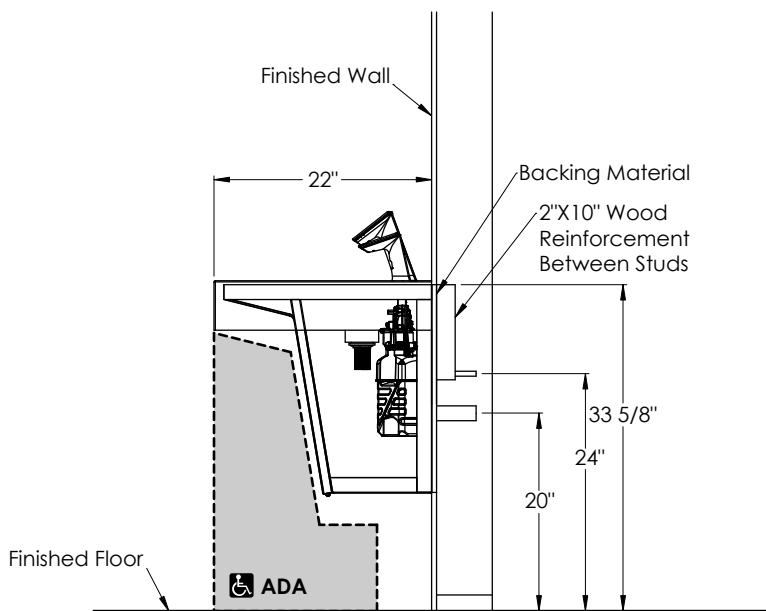 Finished Wall
22"
Backing Material
2"X10" Wood
Reinforcement
Between Studs
33 5/8"
24"
20"
Finished Floor
ADA